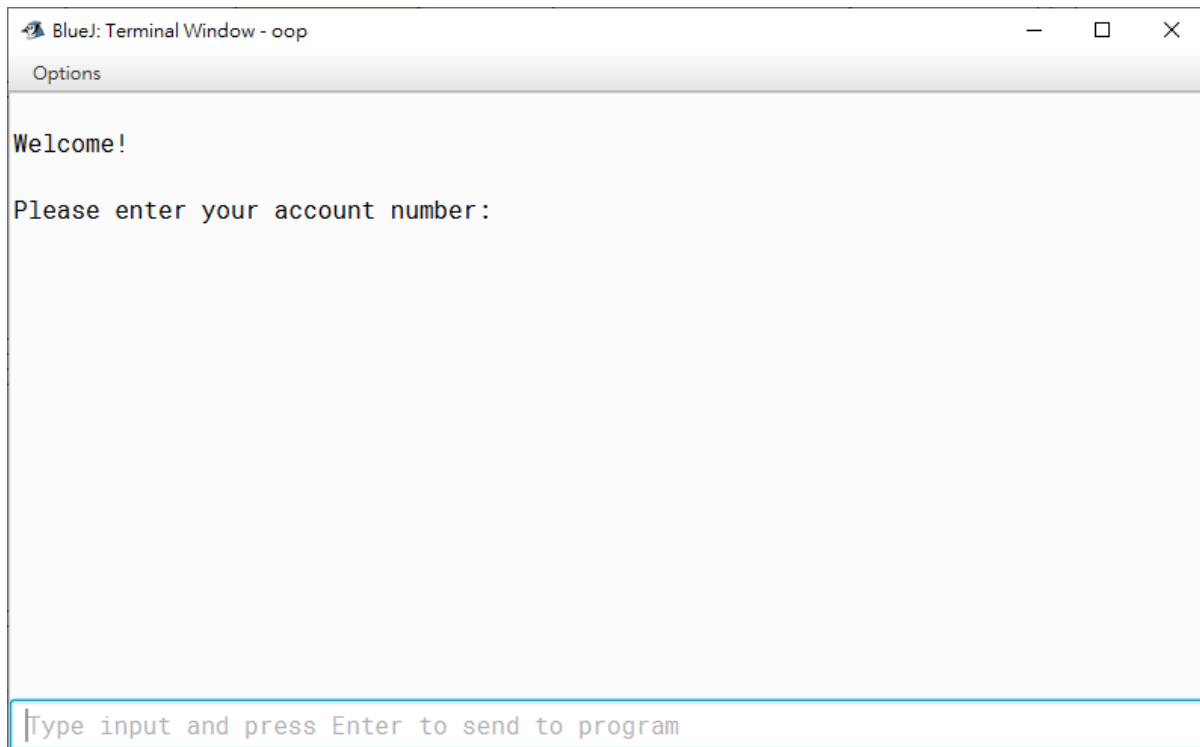 BlueJ: Terminal Window - oop
Options
Welcome!
Please enter your account number:
Type input and press Enter to send to program